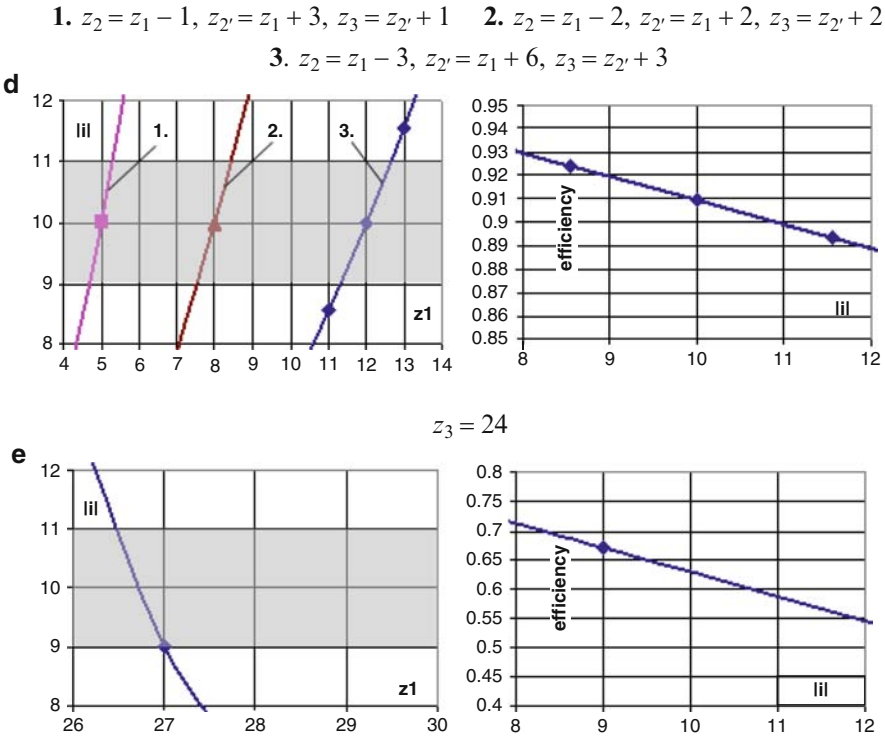 1. z₂ = z₁ − 1, z₂′ = z₁ + 3, z₃ = z₂′ + 1 2. z₂ = z₁ − 2, z₂′ = z₁ + 2, z₃ = z₂′ + 2
3. z₂ = z₁ − 3, z₂′ = z₁ + 6, z₃ = z₂′ + 3
d
12
11
10
9
8
|i|
1.
2.
3.
z1
4 5 6 7 8 9 10 11 12 13 14
0.95
0.94
0.93
0.91
0.91
0.9
0.89
0.88
0.87
0.86
0.85
efficiency
|i|
8 9 10 11 12
z₃ = 24
e
12
11
10
9
8
|i|
z1
26 27 28 29 30
0.8
0.75
0.7
0.65
0.6
0.55
0.5
0.45
0.4
efficiency
|i|
8 9 10 11 12